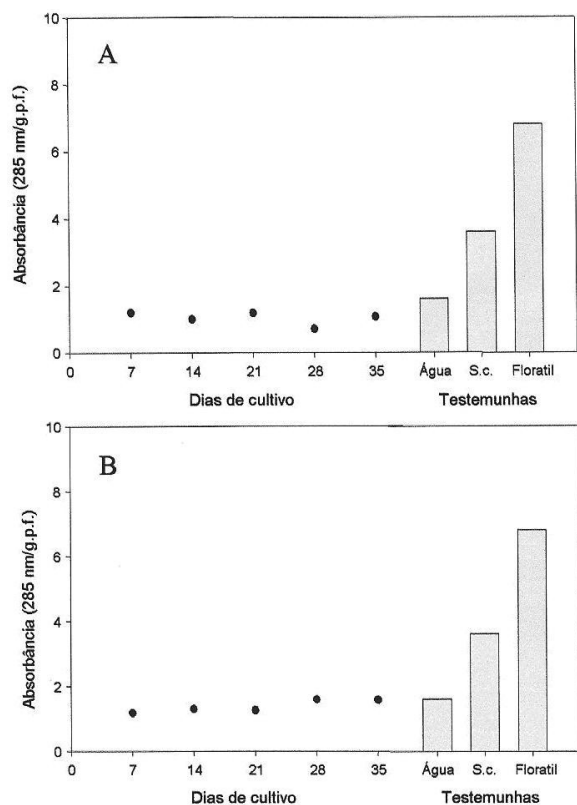 10
A
8
6
4
2
0
Absorbância (285 nm/g.p.f.)
0 7 14 21 28 35 Água S.c. Floratil
Dias de cultivo Testemunhas
10
B
8
6
4
2
0
Absorbância (285 nm/g.p.f.)
0 7 14 21 28 35 Água S.c. Floratil
Dias de cultivo Testemunhas